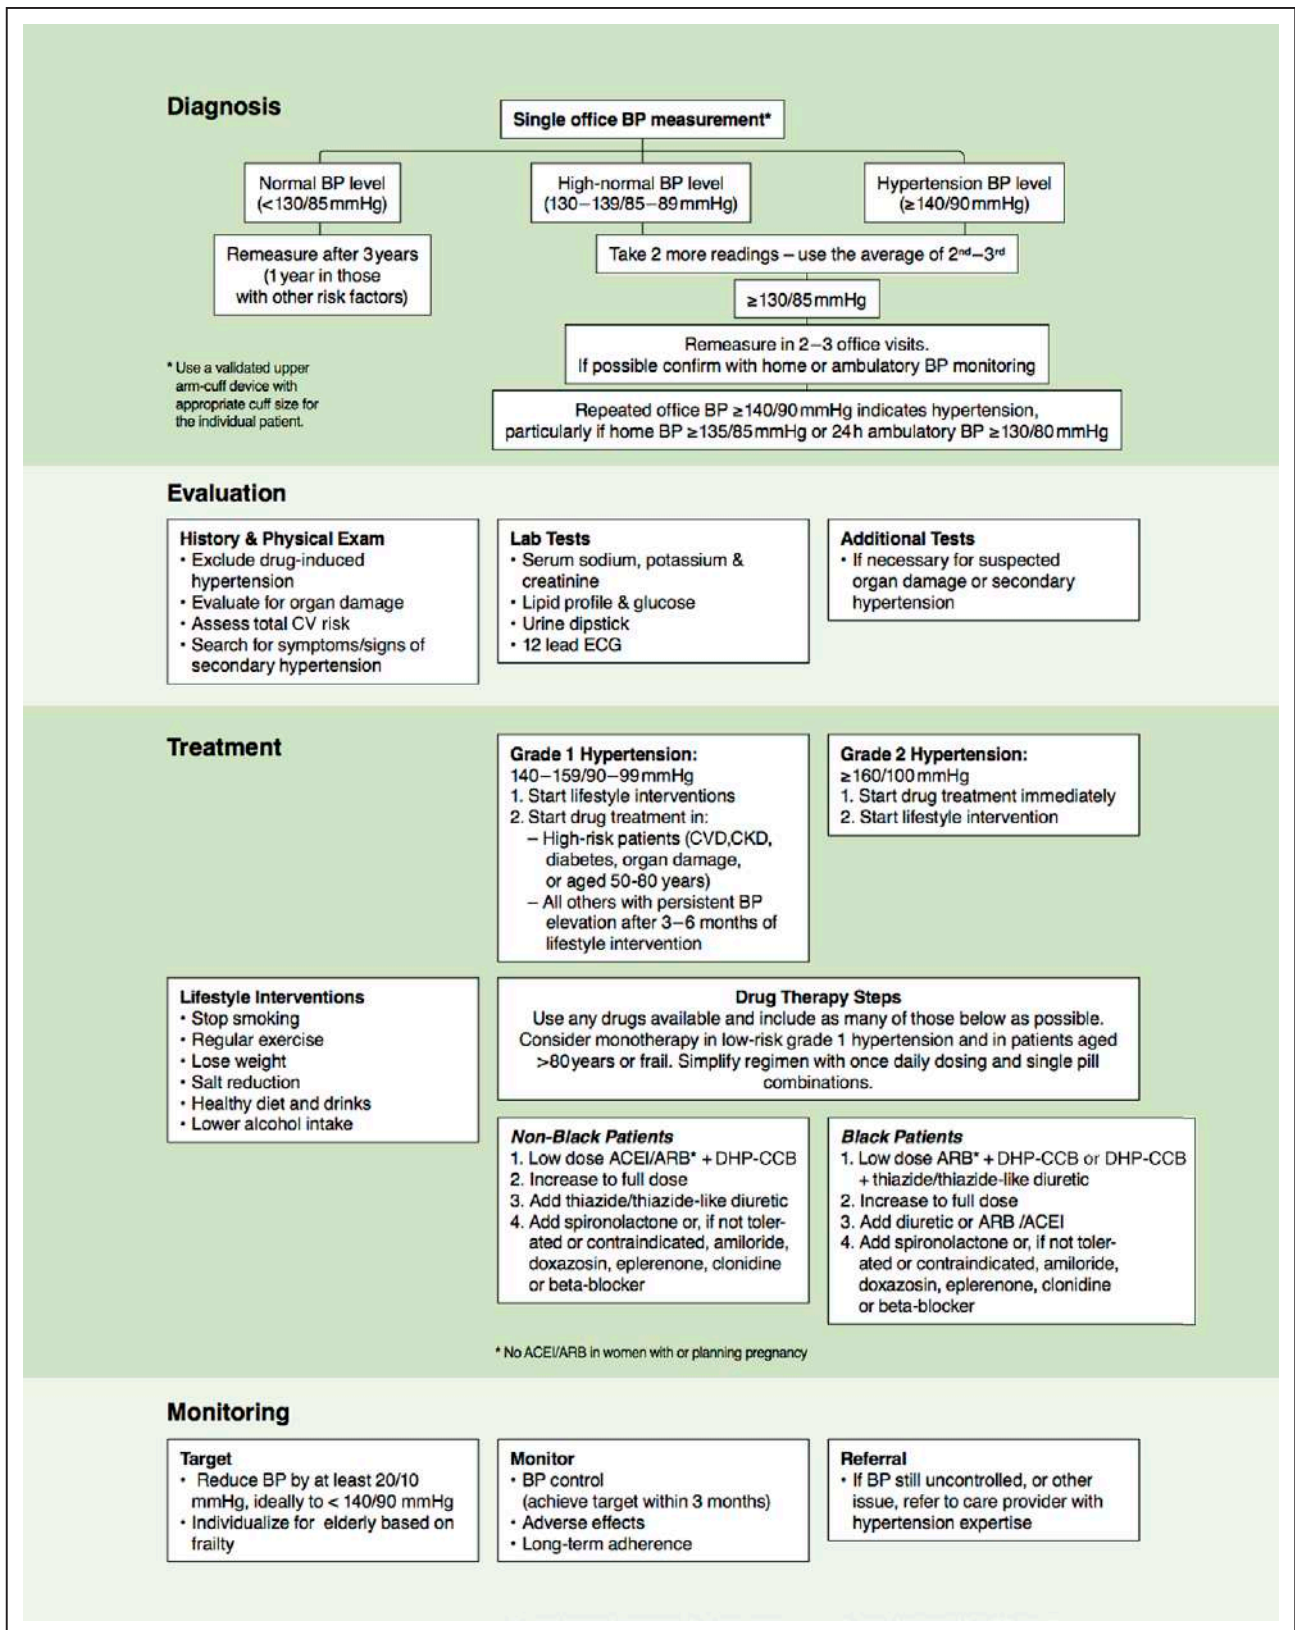 Diagnosis
Single office BP measurement*
Normal BP level
(<130/85 mmHg)
High-normal BP level
(130–139/85–89 mmHg)
Hypertension BP level
(≥140/90 mmHg)
Remeasure after 3 years
(1 year in those
with other risk factors)
Take 2 more readings – use the average of 2nd–3rd
≥130/85 mmHg
Remeasure in 2–3 office visits.
If possible confirm with home or ambulatory BP monitoring
* Use a validated upper
arm-cuff device with
appropriate cuff size for
the individual patient.
Repeated office BP ≥140/90 mmHg indicates hypertension,
particularly if home BP ≥135/85 mmHg or 24 h ambulatory BP ≥130/80 mmHg
Evaluation
History & Physical Exam
• Exclude drug-induced
hypertension
• Evaluate for organ damage
• Assess total CV risk
• Search for symptoms/signs of
secondary hypertension
Lab Tests
• Serum sodium, potassium &
creatinine
• Lipid profile & glucose
• Urine dipstick
• 12 lead ECG
Additional Tests
• If necessary for suspected
organ damage or secondary
hypertension
Treatment
Grade 1 Hypertension:
140–159/90–99 mmHg
1. Start lifestyle interventions
2. Start drug treatment in:
– High-risk patients (CVD,CKD,
diabetes, organ damage,
or aged 50-80 years)
– All others with persistent BP
elevation after 3–6 months of
lifestyle intervention
Grade 2 Hypertension:
≥160/100 mmHg
1. Start drug treatment immediately
2. Start lifestyle intervention
Lifestyle Interventions
• Stop smoking
• Regular exercise
• Lose weight
• Salt reduction
• Healthy diet and drinks
• Lower alcohol intake
Drug Therapy Steps
Use any drugs available and include as many of those below as possible.
Consider monotherapy in low-risk grade 1 hypertension and in patients aged
>80 years or frail. Simplify regimen with once daily dosing and single pill
combinations.
Non-Black Patients
1. Low dose ACEI/ARB* + DHP-CCB
2. Increase to full dose
3. Add thiazide/thiazide-like diuretic
4. Add spironolactone or, if not toler-
ated or contraindicated, amiloride,
doxazosin, eplerenone, clonidine
or beta-blocker
Black Patients
1. Low dose ARB* + DHP-CCB or DHP-CCB
+ thiazide/thiazide-like diuretic
2. Increase to full dose
3. Add diuretic or ARB /ACEI
4. Add spironolactone or, if not toler-
ated or contraindicated, amiloride,
doxazosin, eplerenone, clonidine
or beta-blocker
* No ACEI/ARB in women with or planning pregnancy
Monitoring
Target
• Reduce BP by at least 20/10
mmHg, ideally to < 140/90 mmHg
• Individualize for elderly based on
frailty
Monitor
• BP control
(achieve target within 3 months)
• Adverse effects
• Long-term adherence
Referral
• If BP still uncontrolled, or other
issue, refer to care provider with
hypertension expertise